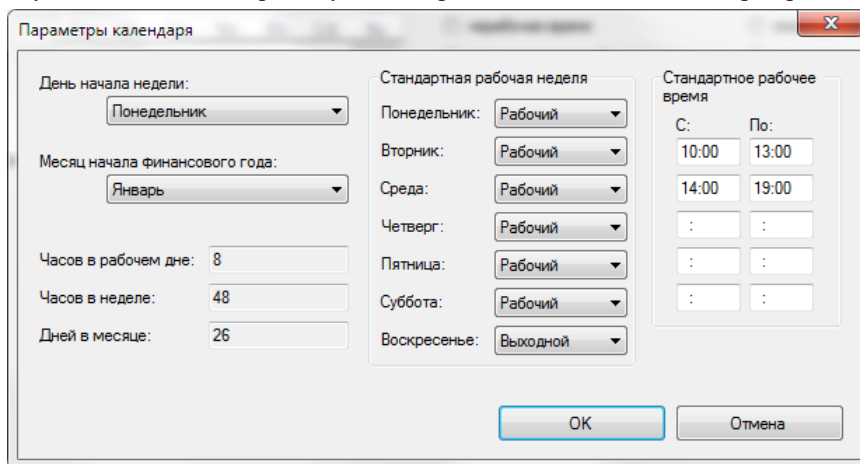 Параметры календаря
День начала недели:
Понедельник
Месяц начала финансового года:
Январь
Часов в рабочем дне: 8
Часов в неделе: 48
Дней в месяце: 26
Стандартная рабочая неделя
Понедельник: Рабочий
Вторник: Рабочий
Среда: Рабочий
Четверг: Рабочий
Пятница: Рабочий
Суббота: Рабочий
Воскресенье: Выходной
Стандартное рабочее
время
С: По:
10:00 13:00
14:00 19:00
: :
: :
: :
OK Отмена